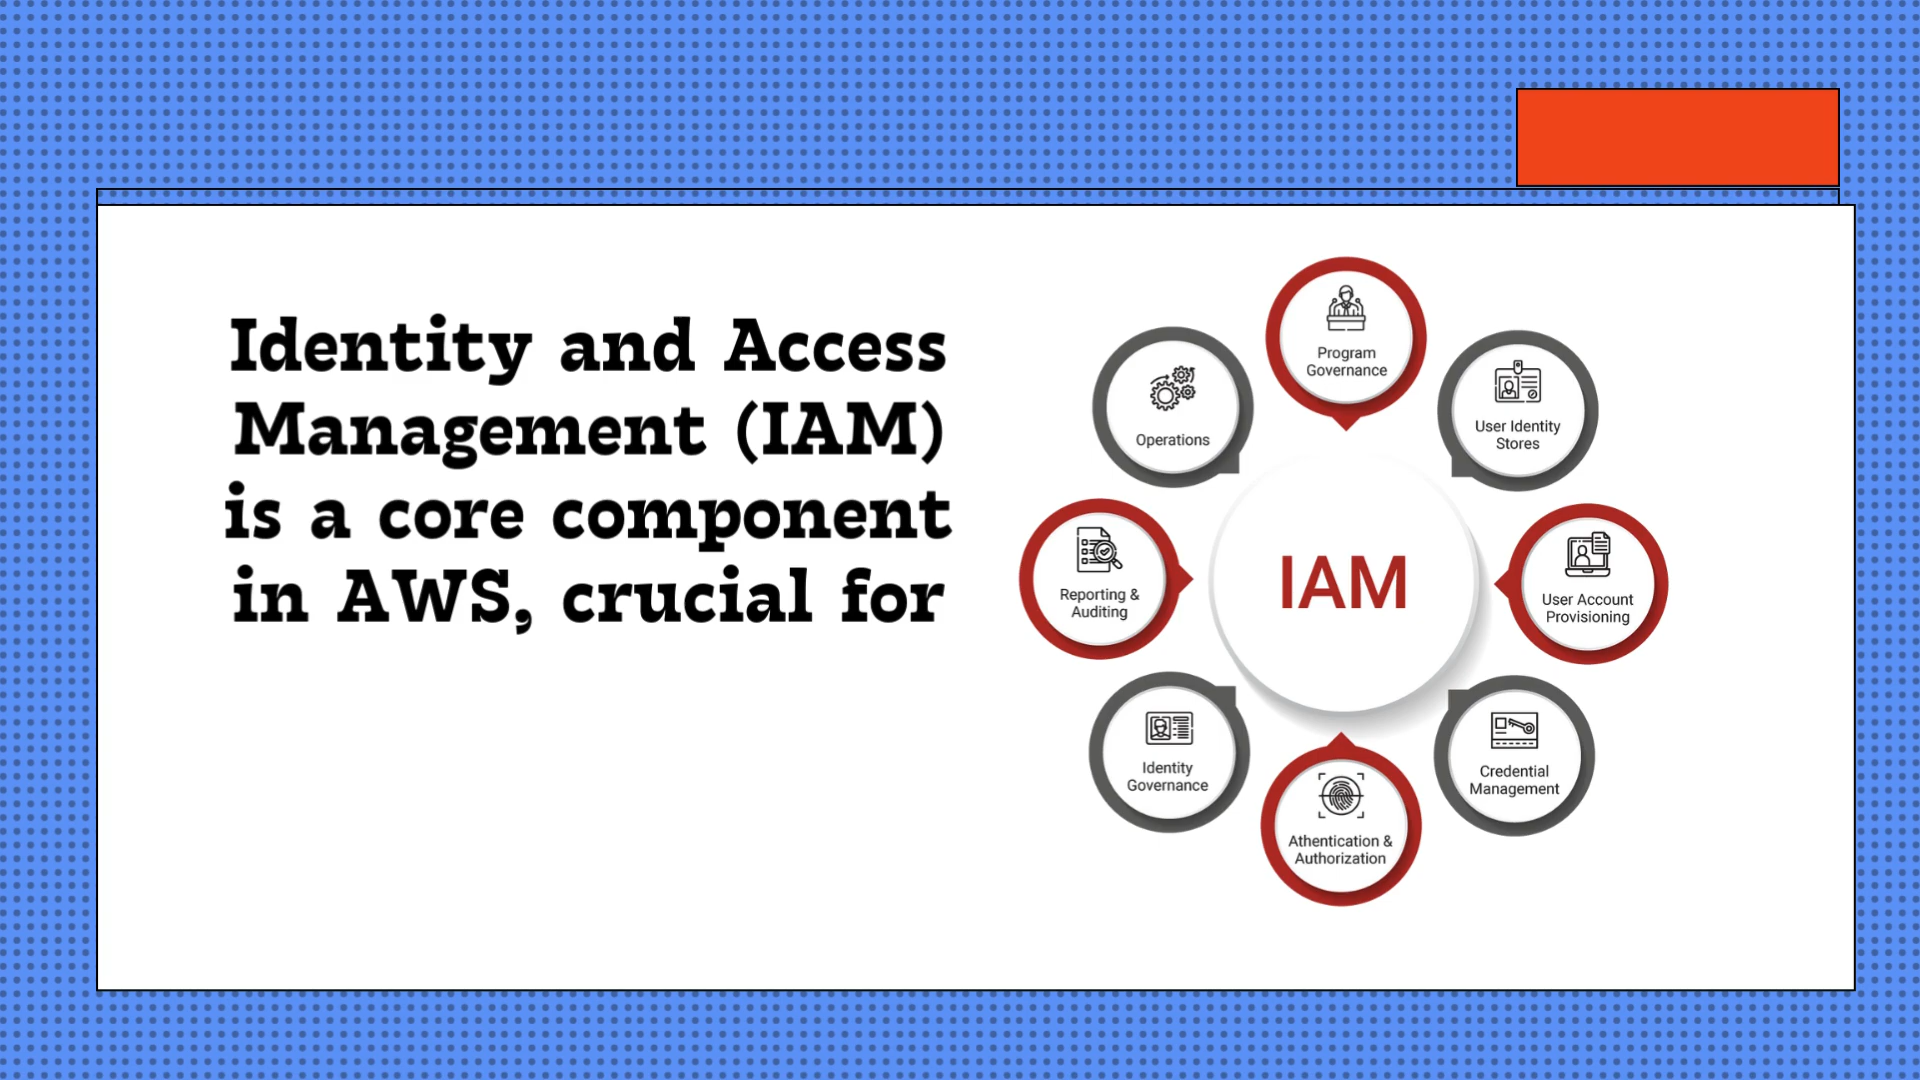 Identity and Access
Management (IAM)
is a core component
in AWS, crucial for
Program
Governance
Operations
User Identity
Stores
IAM
Reporting &
Auditing
User Account
Provisioning
Identity
Governance
Credential
Management
Athentication &
Authorization